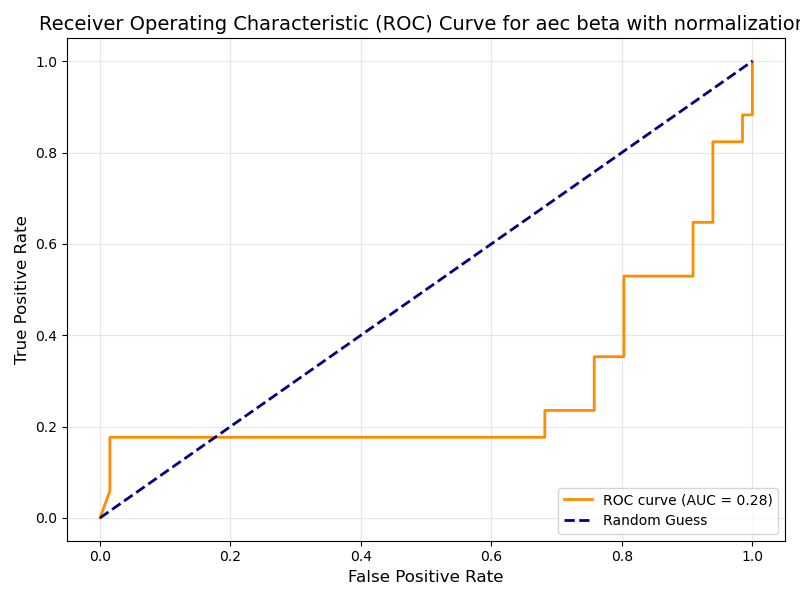 Receiver Operating Characteristic (ROC) Curve for aec beta with normalization
1.0
0.8
0.6
0.4
0.2
0.0
True Positive Rate
ROC curve (AUC = 0.28)
Random Guess
0.0 0.2 0.4 0.6 0.8 1.0
False Positive Rate